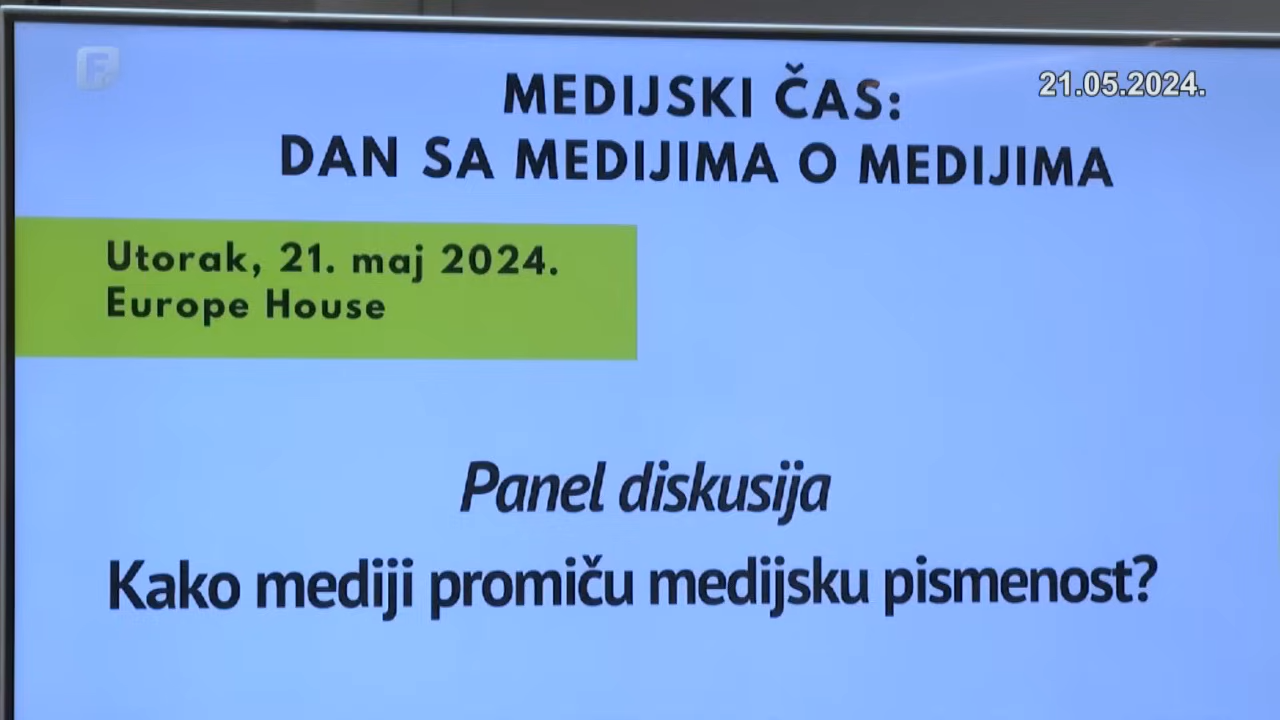 F
21.05.2024.
MEDIJSKI ČAS:
DAN SA MEDIJIMA O MEDIJIMA
Utorak, 21. maj 2024.
Europe House
Panel diskusija
Kako mediji promiču medijsku pismenost?